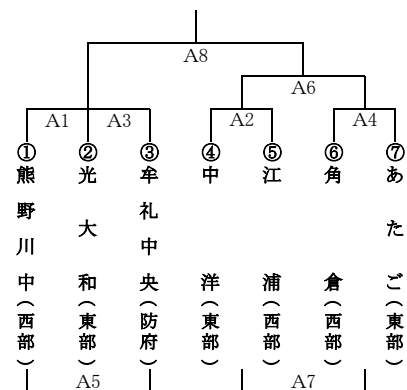 A8
A6
A1
A3
A2
A4
①熊野川中(西部)
②光大和(東部)
③牟礼中央(防府)
④中洋(東部)
⑤江浦(西部)
⑥角倉(西部)
⑦あたご(東部)
A5
A7